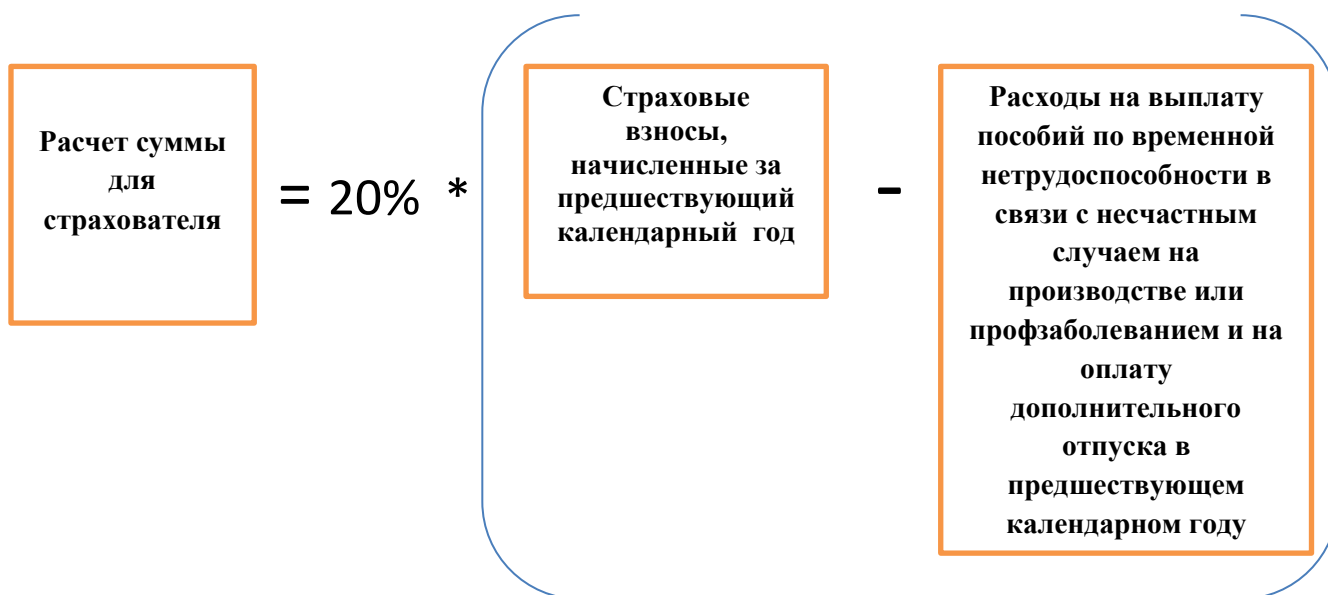 Расчет суммы
для
страхователя
= 20% *
Страховые
взносы,
начисленные за
предшествующий
календарный год
-
Расходы на выплату
пособий по временной
нетрудоспособности в
связи с несчастным
случаем на
производстве или
профзаболеванием и на
оплату
дополнительного
отпуска в
предшествующем
календарном году